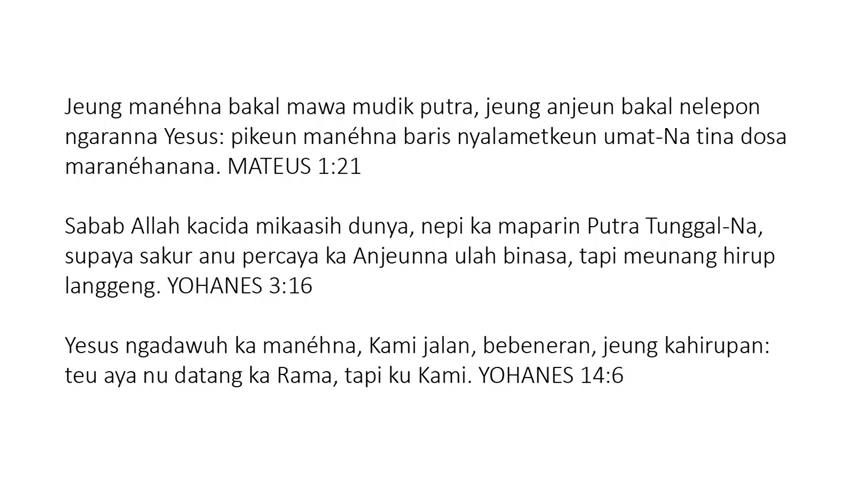 Jeung manéhna bakal mawa mudik putra, jeung anjeun bakal nelepon
ngaranna Yesus: pikeun manéhna baris nyalametkeun umat-Na tina dosa
maranéhanana. MATEUS 1:21
Sabab Allah kacida mikaasih dunya, nepi ka maparin Putra Tunggal-Na,
supaya sakur anu percaya ka Anjeunna ulah binasa, tapi meunang hirup
langgeng. YOHANES 3:16
Yesus ngadawuh ka manéhna, Kami jalan, bebeneran, jeung kahirupan:
teu aya nu datang ka Rama, tapi ku Kami. YOHANES 14:6